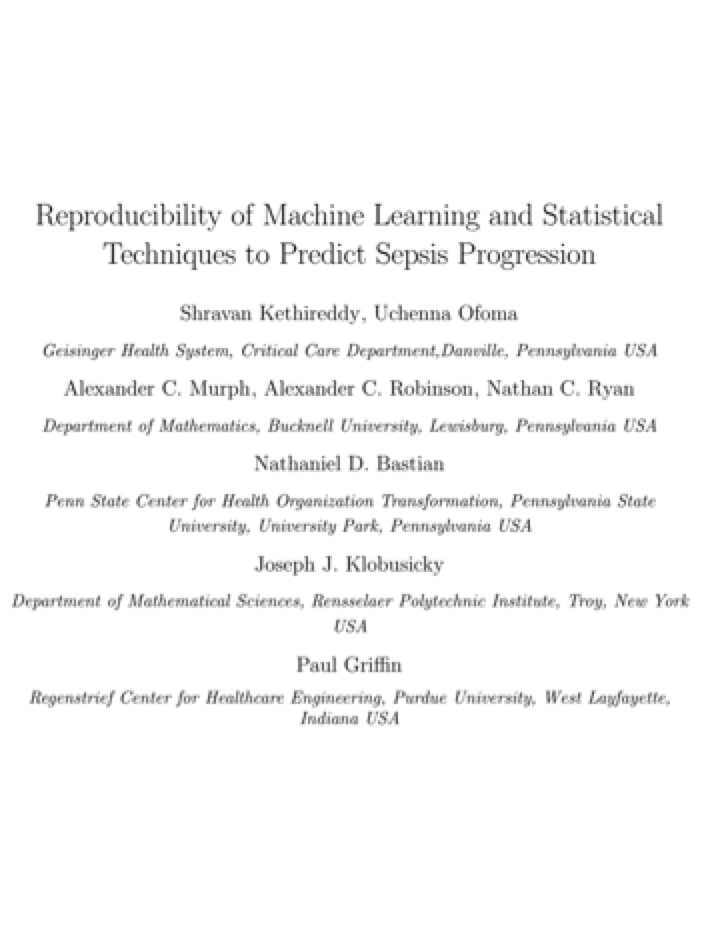 Reproducibility of Machine Learning and Statistical
Techniques to Predict Sepsis Progression
Shravan Kethireddy, Uchenna Ofoma
Geisinger Health System, Critical Care Department,Danville, Pennsylvania USA
Alexander C. Murph, Alexander C. Robinson, Nathan C. Ryan
Department of Mathematics, Bucknell University, Lewisburg, Pennsylvania USA
Nathaniel D. Bastian
Penn State Center for Health Organization Transformation, Pennsylvania State
University, University Park, Pennsylvania USA
Joseph J. Klobusicky
Department of Mathematical Sciences, Rensselaer Polytechnic Institute, Troy, New York
USA
Paul Griffin
Regenstrief Center for Healthcare Engineering, Purdue University, West Layfayette,
Indiana USA